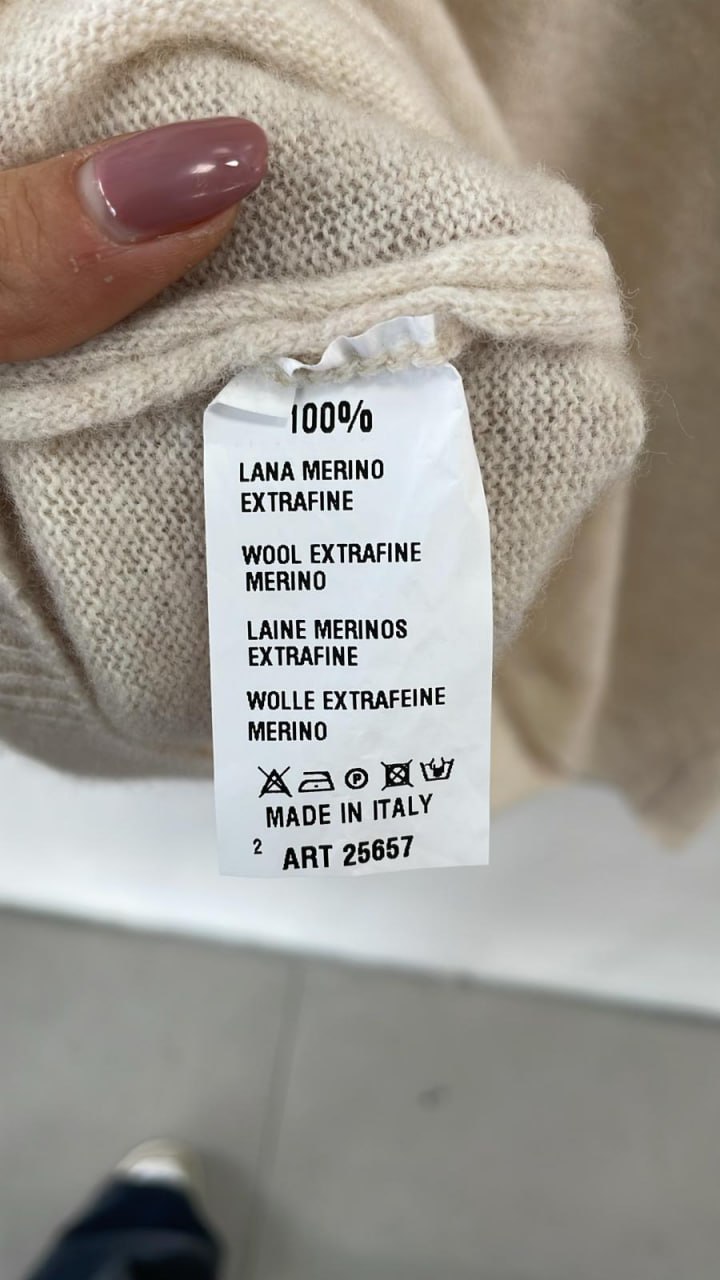 100%
LANA MERINO
EXTRAFINE
WOOL EXTRAFINE
MERINO
LAINE MERINOS
EXTRAFINE
WOLLE EXTRAFEINE
MERINO
P
MADE IN ITALY
2 ART 25657